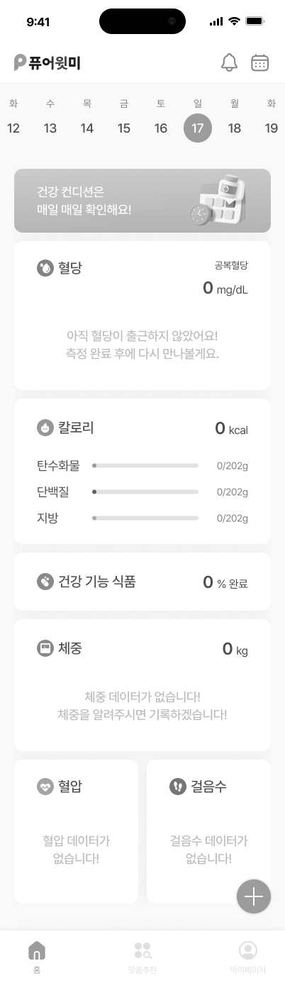 9:41
퓨어윗미
화 수 목 금 토 일 월 화
12 13 14 15 16 17 18 19
건강 컨디션은
매일 매일 확인해요!
혈당
공복혈당
0 mg/dL
아직 혈당이 출근하지 않았어요!
측정 완료 후에 다시 만나볼게요.
칼로리 0 kcal
탄수화물 0/202g
단백질 0/202g
지방 0/202g
건강 기능 식품 0 % 완료
체중 0 kg
체중 데이터가 없습니다!
체중을 알려주시면 기록하겠습니다!
혈압
혈압 데이터가
없습니다!
걸음수
걸음수 데이터가
없습니다!
홈 맞춤추천 마이페이지